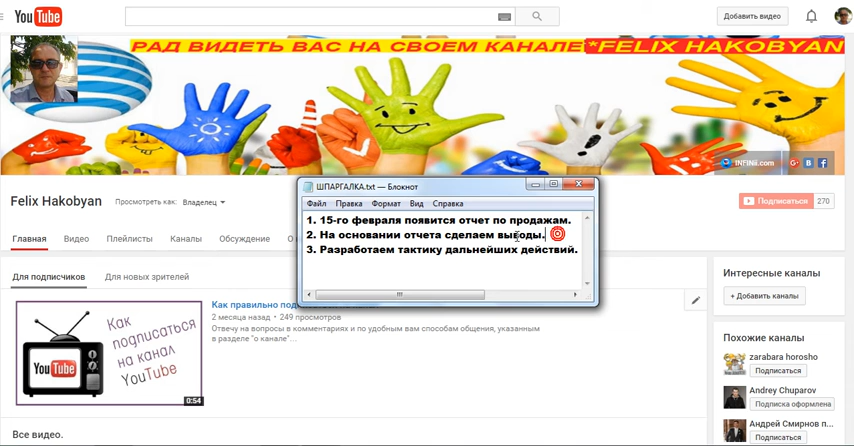 You Tube
Добавить видео
РАД ВИДЕТЬ ВАС НА СВОЕМ КАНАЛЕ*FELIX HAKOBYAN
INFINii.com
Felix Hakobyan
Просмотреть как: Владелец
Подписаться 270
Главная Видео Плейлисты Каналы Обсуждение О
ШПАРГАЛКА.txt — Блокнот
Файл Правка Формат Вид Справка
1. 15-го февраля появится отчет по продажам.
2. На основании отчета сделаем выводы.
3. Разработаем тактику дальнейших действий.
Для подписчиков Для новых зрителей
Как подписаться на канал YouTube
You Tube
0:54
Как правильно
2 месяца назад • 249 просмотров
Отвечу на вопросы в комментариях и по удобным вам способам общения, указанным
в разделе "о канале"...
Все видео.
Интересные каналы
+ Добавить каналы
Похожие каналы
zarabara horosho
Подписаться
Andrey Chuparov
Подписка оформлена
Андрей Смирнов п...
Подписаться